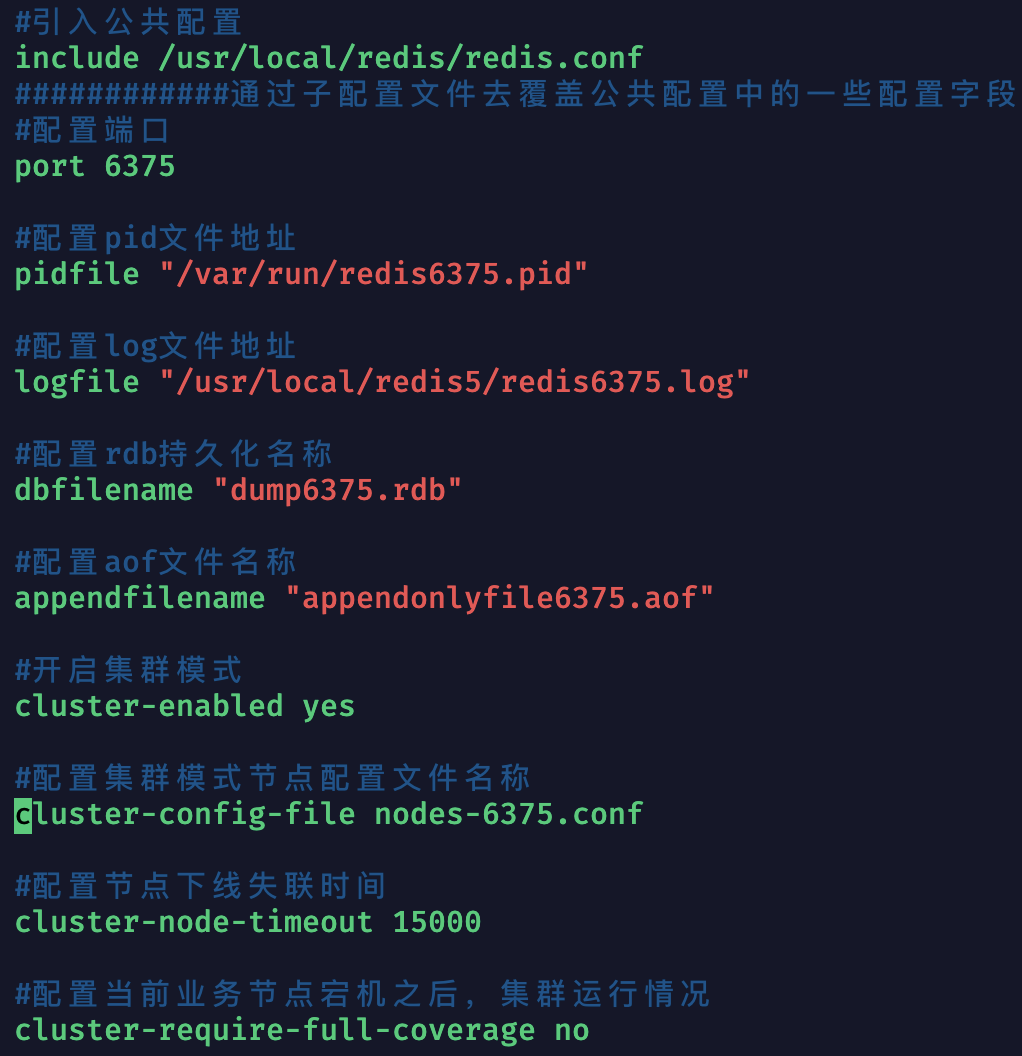 #引入公共配置
include /usr/local/redis/redis.conf
############通过子配置文件去覆盖公共配置中的一些配置字段
#配置端口
port 6375
#配置pid文件地址
pidfile "/var/run/redis6375.pid"
#配置log文件地址
logfile "/usr/local/redis5/redis6375.log"
#配置rdb持久化名称
dbfilename "dump6375.rdb"
#配置aof文件名称
appendfilename "appendonlyfile6375.aof"
#开启集群模式
cluster-enabled yes
#配置集群模式节点配置文件名称
cluster-config-file nodes-6375.conf
#配置节点下线失联时间
cluster-node-timeout 15000
#配置当前业务节点宕机之后，集群运行情况
cluster-require-full-coverage no